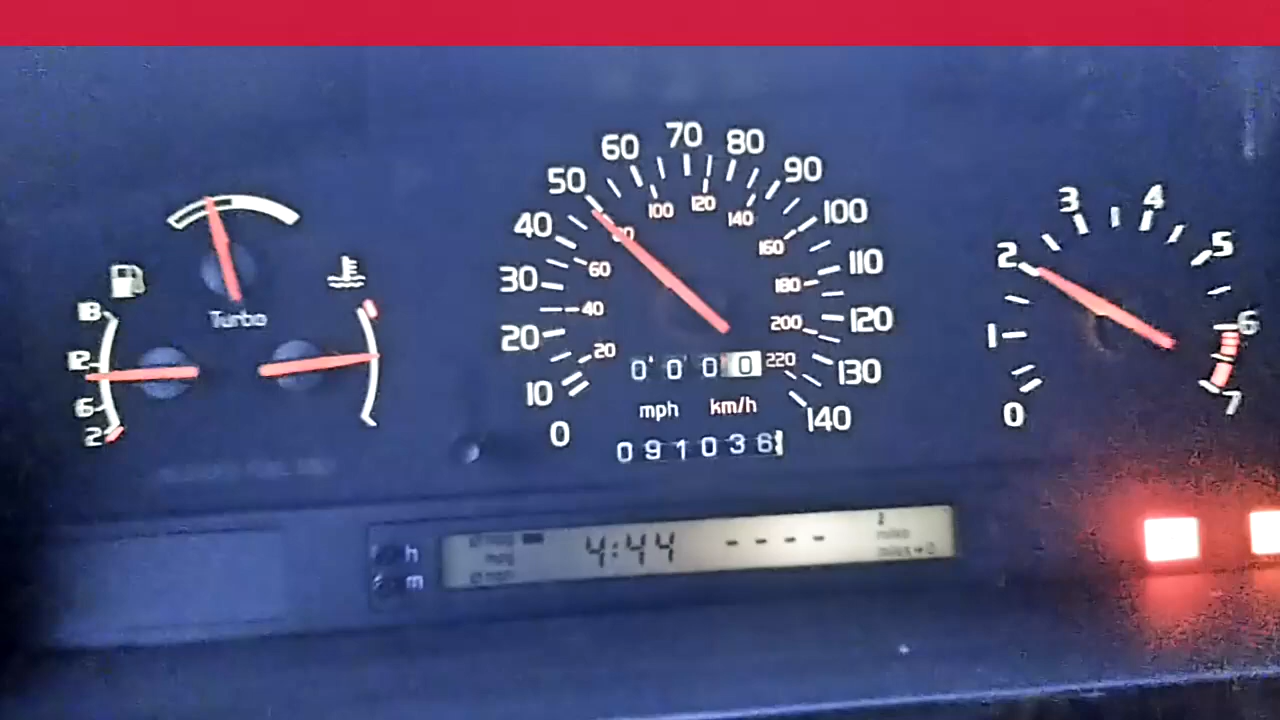 50 60 70 80 90
40 100 120 140 100
30 60 160 110
20 40 180 120
10 20 200 130
0 220 140
0 0 0 0
mph km/h
091036
Turbo
18
12
6
2
0 1 2 3 4 5 6 7
h 4:44 - - - -
m